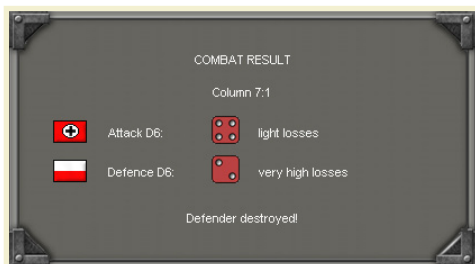 COMBAT RESULT
Column 7:1
Attack D6: light losses
Defence D6: very high losses
Defender destroyed!